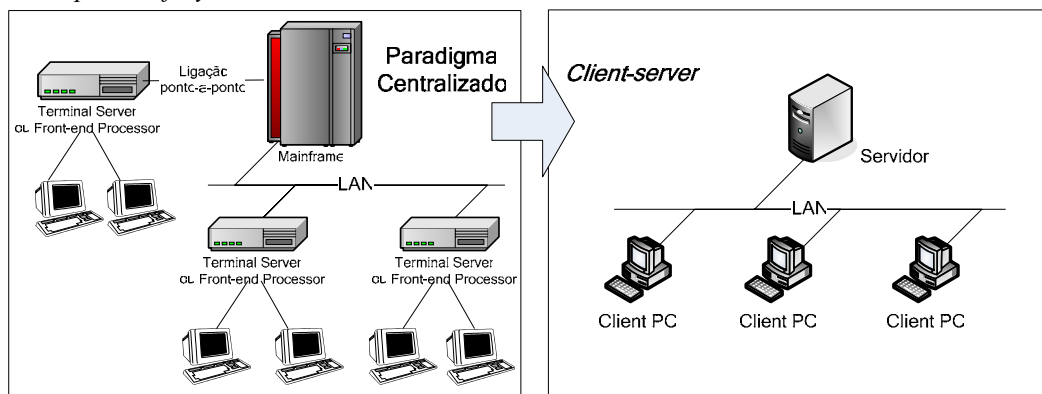 Paradigma
Centralizado
Ligação
ponto-a-ponto
Terminal Server
ou Front-end Processor
Mainframe
LAN
Terminal Server
ou Front-end Processor
Terminal Server
ou Front-end Processor
Client-server
Servidor
LAN
Client PC
Client PC
Client PC